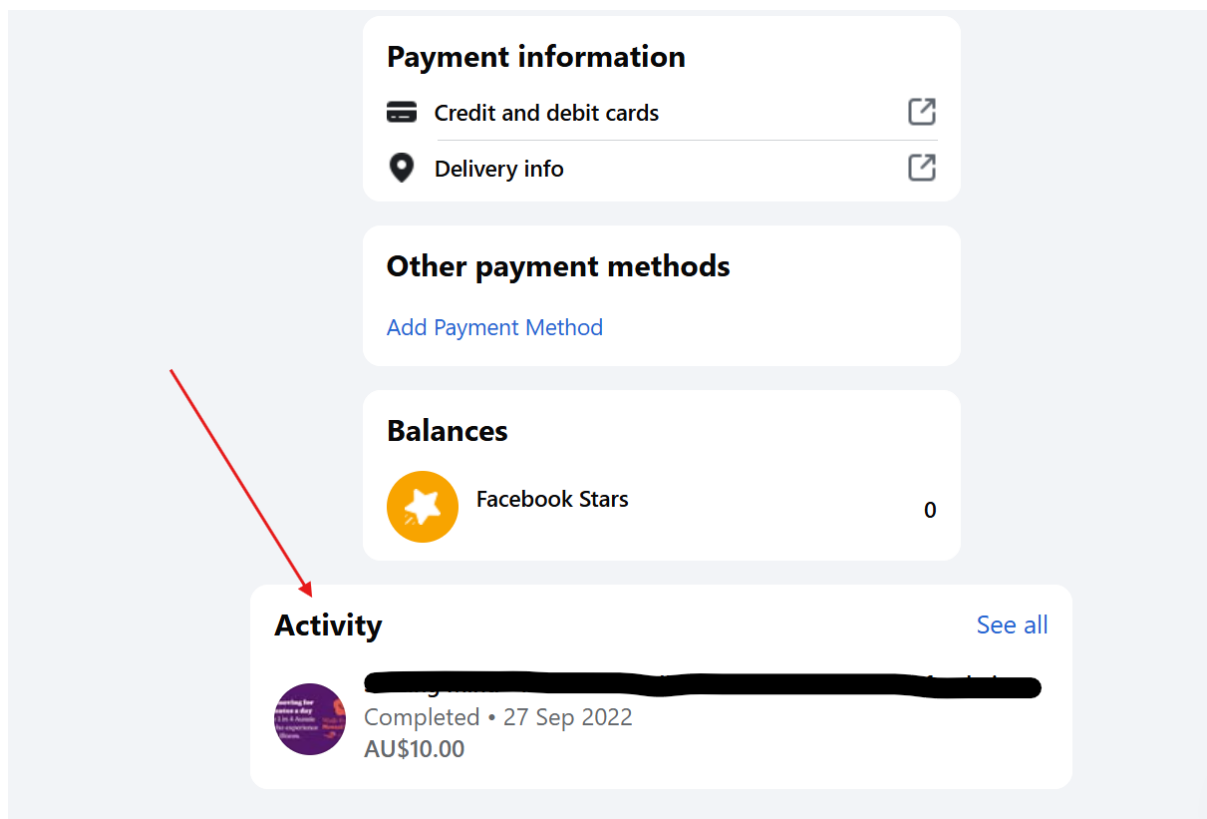 Payment information
Credit and debit cards
Delivery info
Other payment methods
Add Payment Method
Balances
Facebook Stars
0
Activity
See all
Completed • 27 Sep 2022
AU$10.00